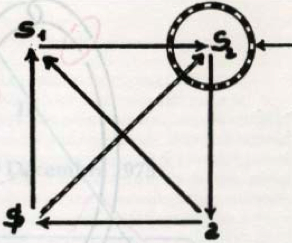 S₁ S₂
$ a